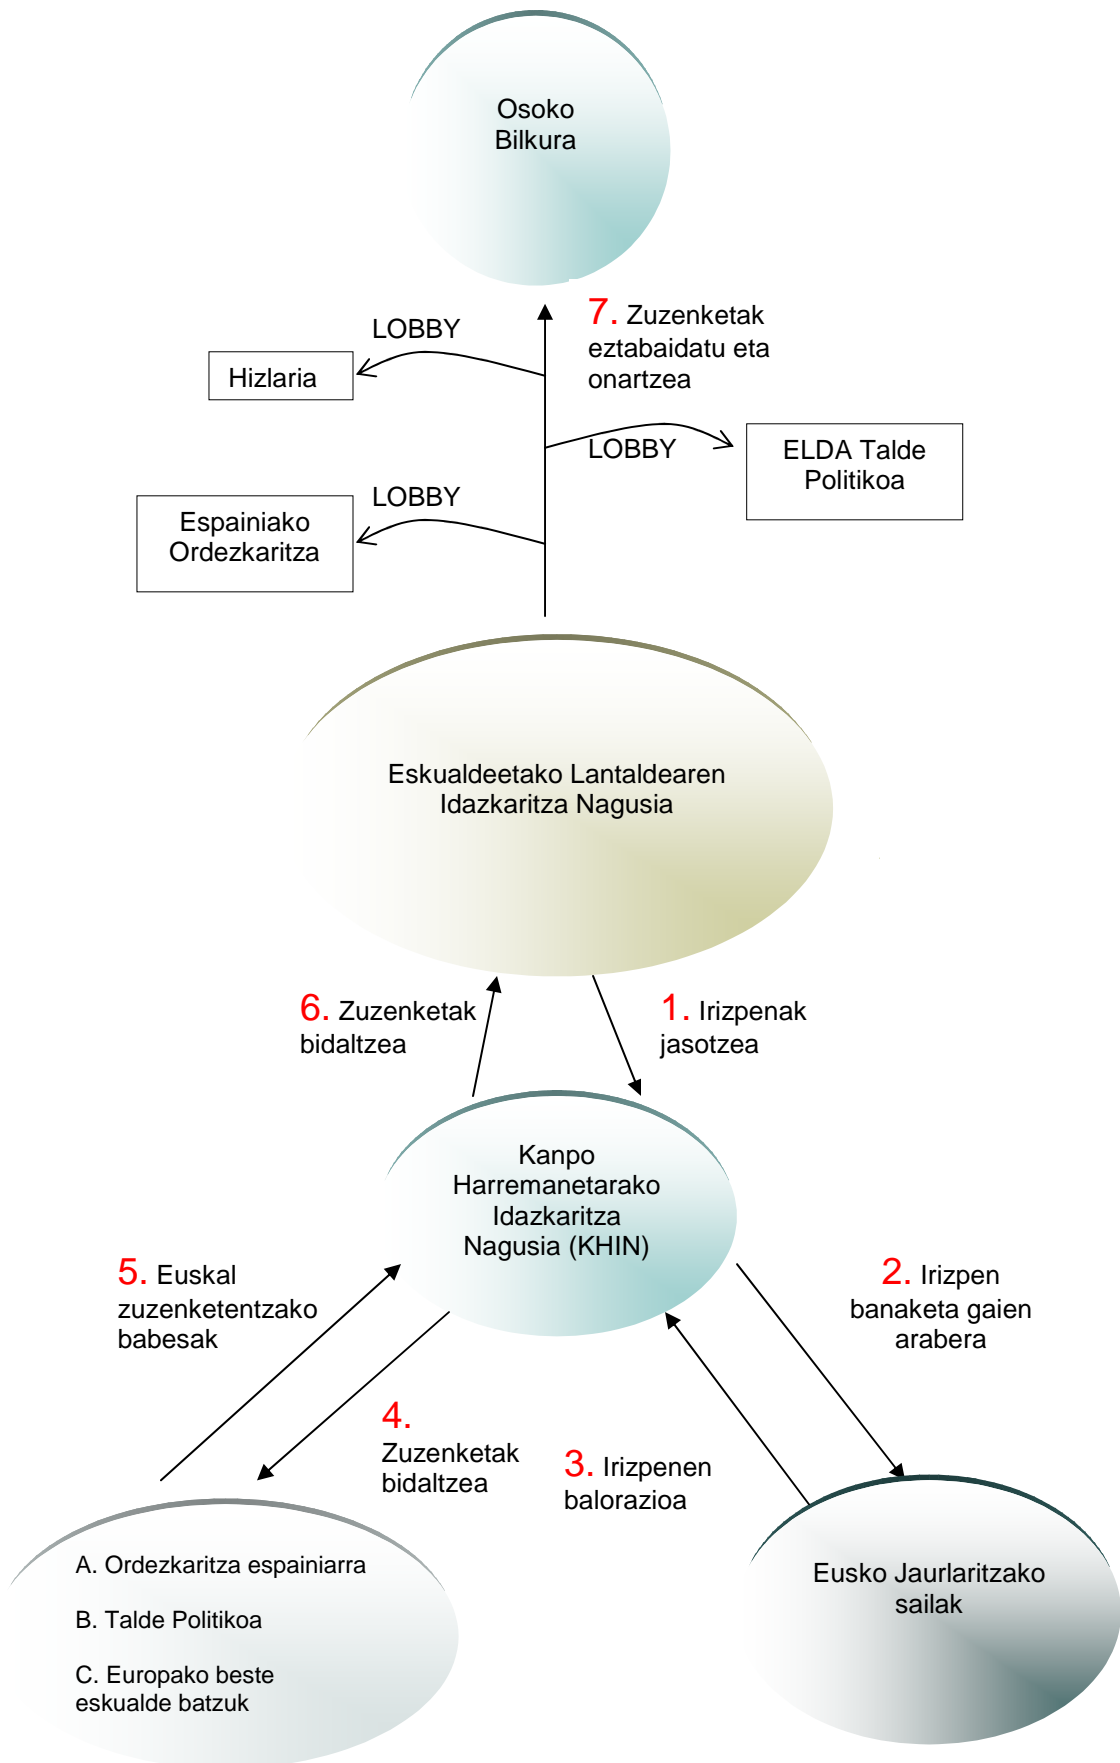 Osoko
Bilkura
7. Zuzenketak
eztabaidatu eta
onartzea
LOBBY
Hizlaria
LOBBY
ELDA Talde
Politikoa
LOBBY
Espainiako
Ordezkaritza
Eskualdeetako Lantaldearen
Idazkaritza Nagusia
6. Zuzenketak
bidaltzea
1. Irizpenak
jasotzea
Kanpo
Harremanetarako
Idazkaritza
Nagusia (KHIN)
5. Euskal
zuzenketentzako
babesak
2. Irizpen
banaketa gaien
arabera
4.
Zuzenketak
bidaltzea
3. Irizpenen
balorazioa
A. Ordezkaritza espainiarra
B. Talde Politikoa
C. Europako beste
eskualde batzuk
Eusko Jaurlaritzako
sailak